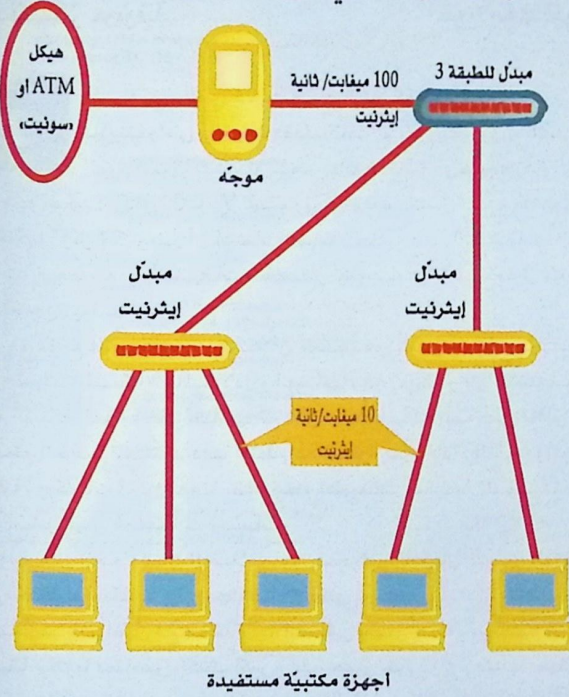 هيكل
ATM او
«سونيت»
100 ميغابت/ ثانية
إيثرنيت
مبدّل للطبقة 3
موجّه
مبدّل
إيثرنيت
مبدّل
إيثرنيت
10 ميغابت/ثانية
إيثرنيت
اجهزة مكتبيّة مستفيدة